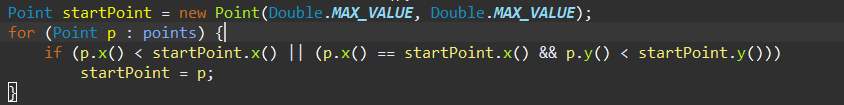 Point startPoint = new Point(Double.MAX_VALUE, Double.MAX_VALUE);
for (Point p : points) {
    if (p.x() < startPoint.x() || (p.x() == startPoint.x() && p.y() < startPoint.y()))
        startPoint = p;
}